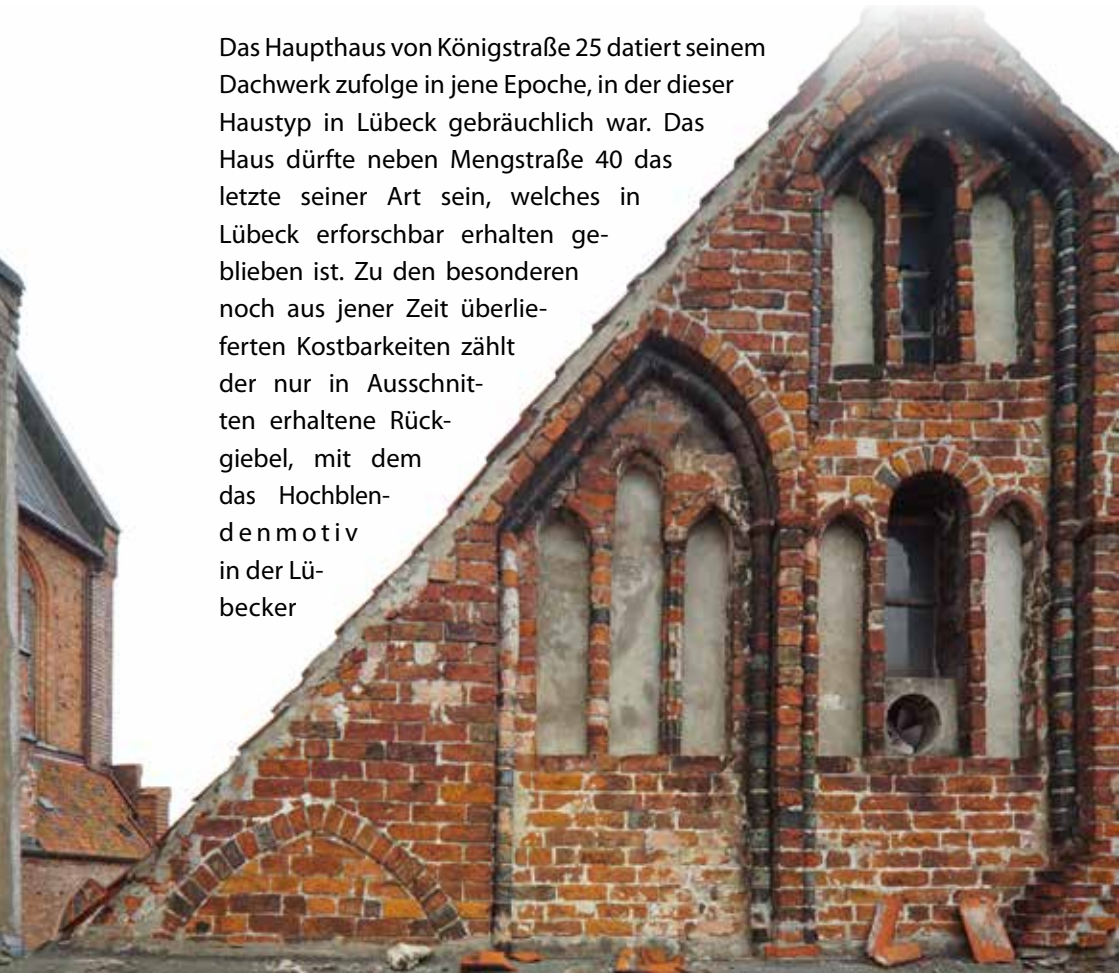 Das Haupthaus von Königstraße 25 datiert seinem
Dachwerk zufolge in jene Epoche, in der dieser
Haustyp in Lübeck gebräuchlich war. Das
Haus dürfte neben Mengstraße 40 das
letzte seiner Art sein, welches in
Lübeck erforschbar erhalten ge-
blieben ist. Zu den besonderen
noch aus jener Zeit überlie-
ferten Kostbarkeiten zählt
der nur in Ausschnit-
ten erhaltene Rück-
giebel, mit dem
das Hochblen-
denmotiv
in der Lü-
becker